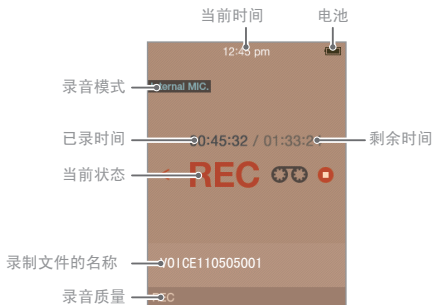 当前时间 电池
12:45 pm
录音模式 Internal MIC.
已录时间 00:45:32 / 01:33:2 剩余时间
当前状态 REC
录制文件的名称 VOICE110505001
录音质量 REC